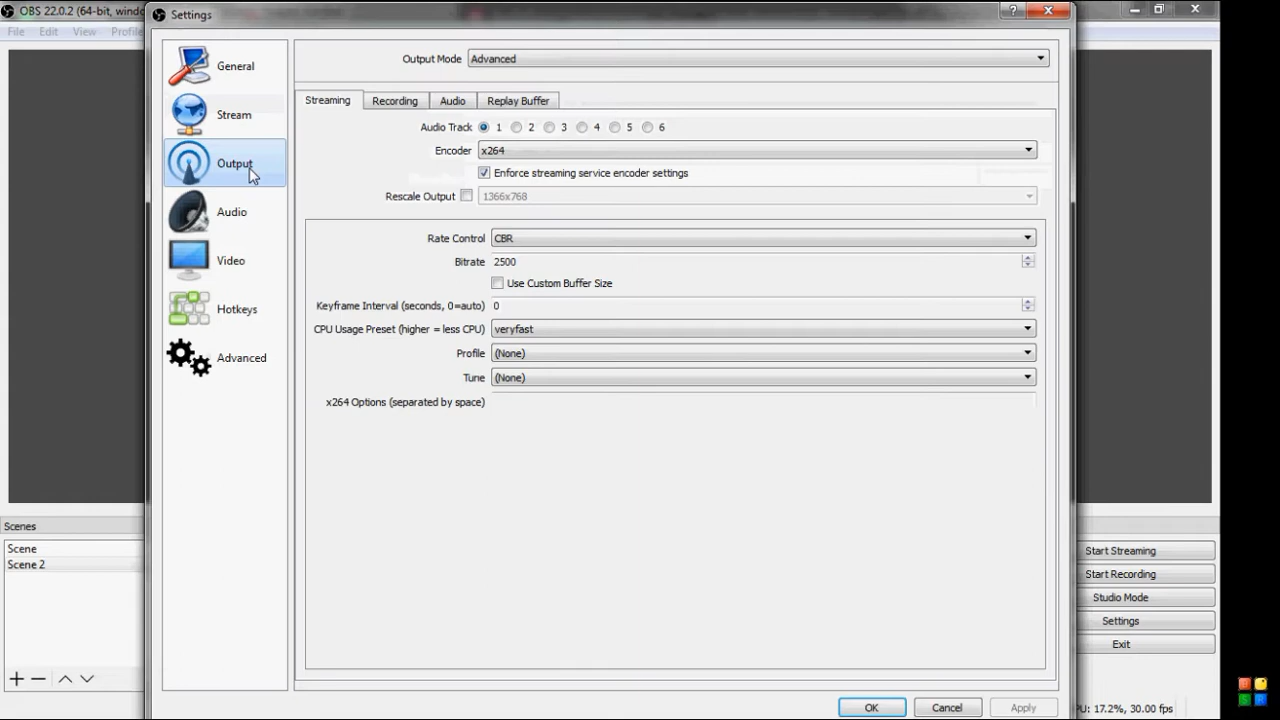 OBS 22.0.2 (64-bit, windo
Settings
File Edit View Profile
General
Stream
Output
Audio
Video
Hotkeys
Advanced
Output Mode Advanced
Streaming Recording Audio Replay Buffer
Audio Track 1 2 3 4 5 6
Encoder x264
Enforce streaming service encoder settings
Rescale Output 1366x768
Rate Control CBR
Bitrate 2500
Use Custom Buffer Size
Keyframe Interval (seconds, 0=auto) 0
CPU Usage Preset (higher = less CPU) veryfast
Profile (None)
Tune (None)
x264 Options (separated by space)
Scenes
Scene
Scene 2
Start Streaming
Start Recording
Studio Mode
Settings
Exit
OK Cancel Apply
PU: 17.2%, 30.00 fps